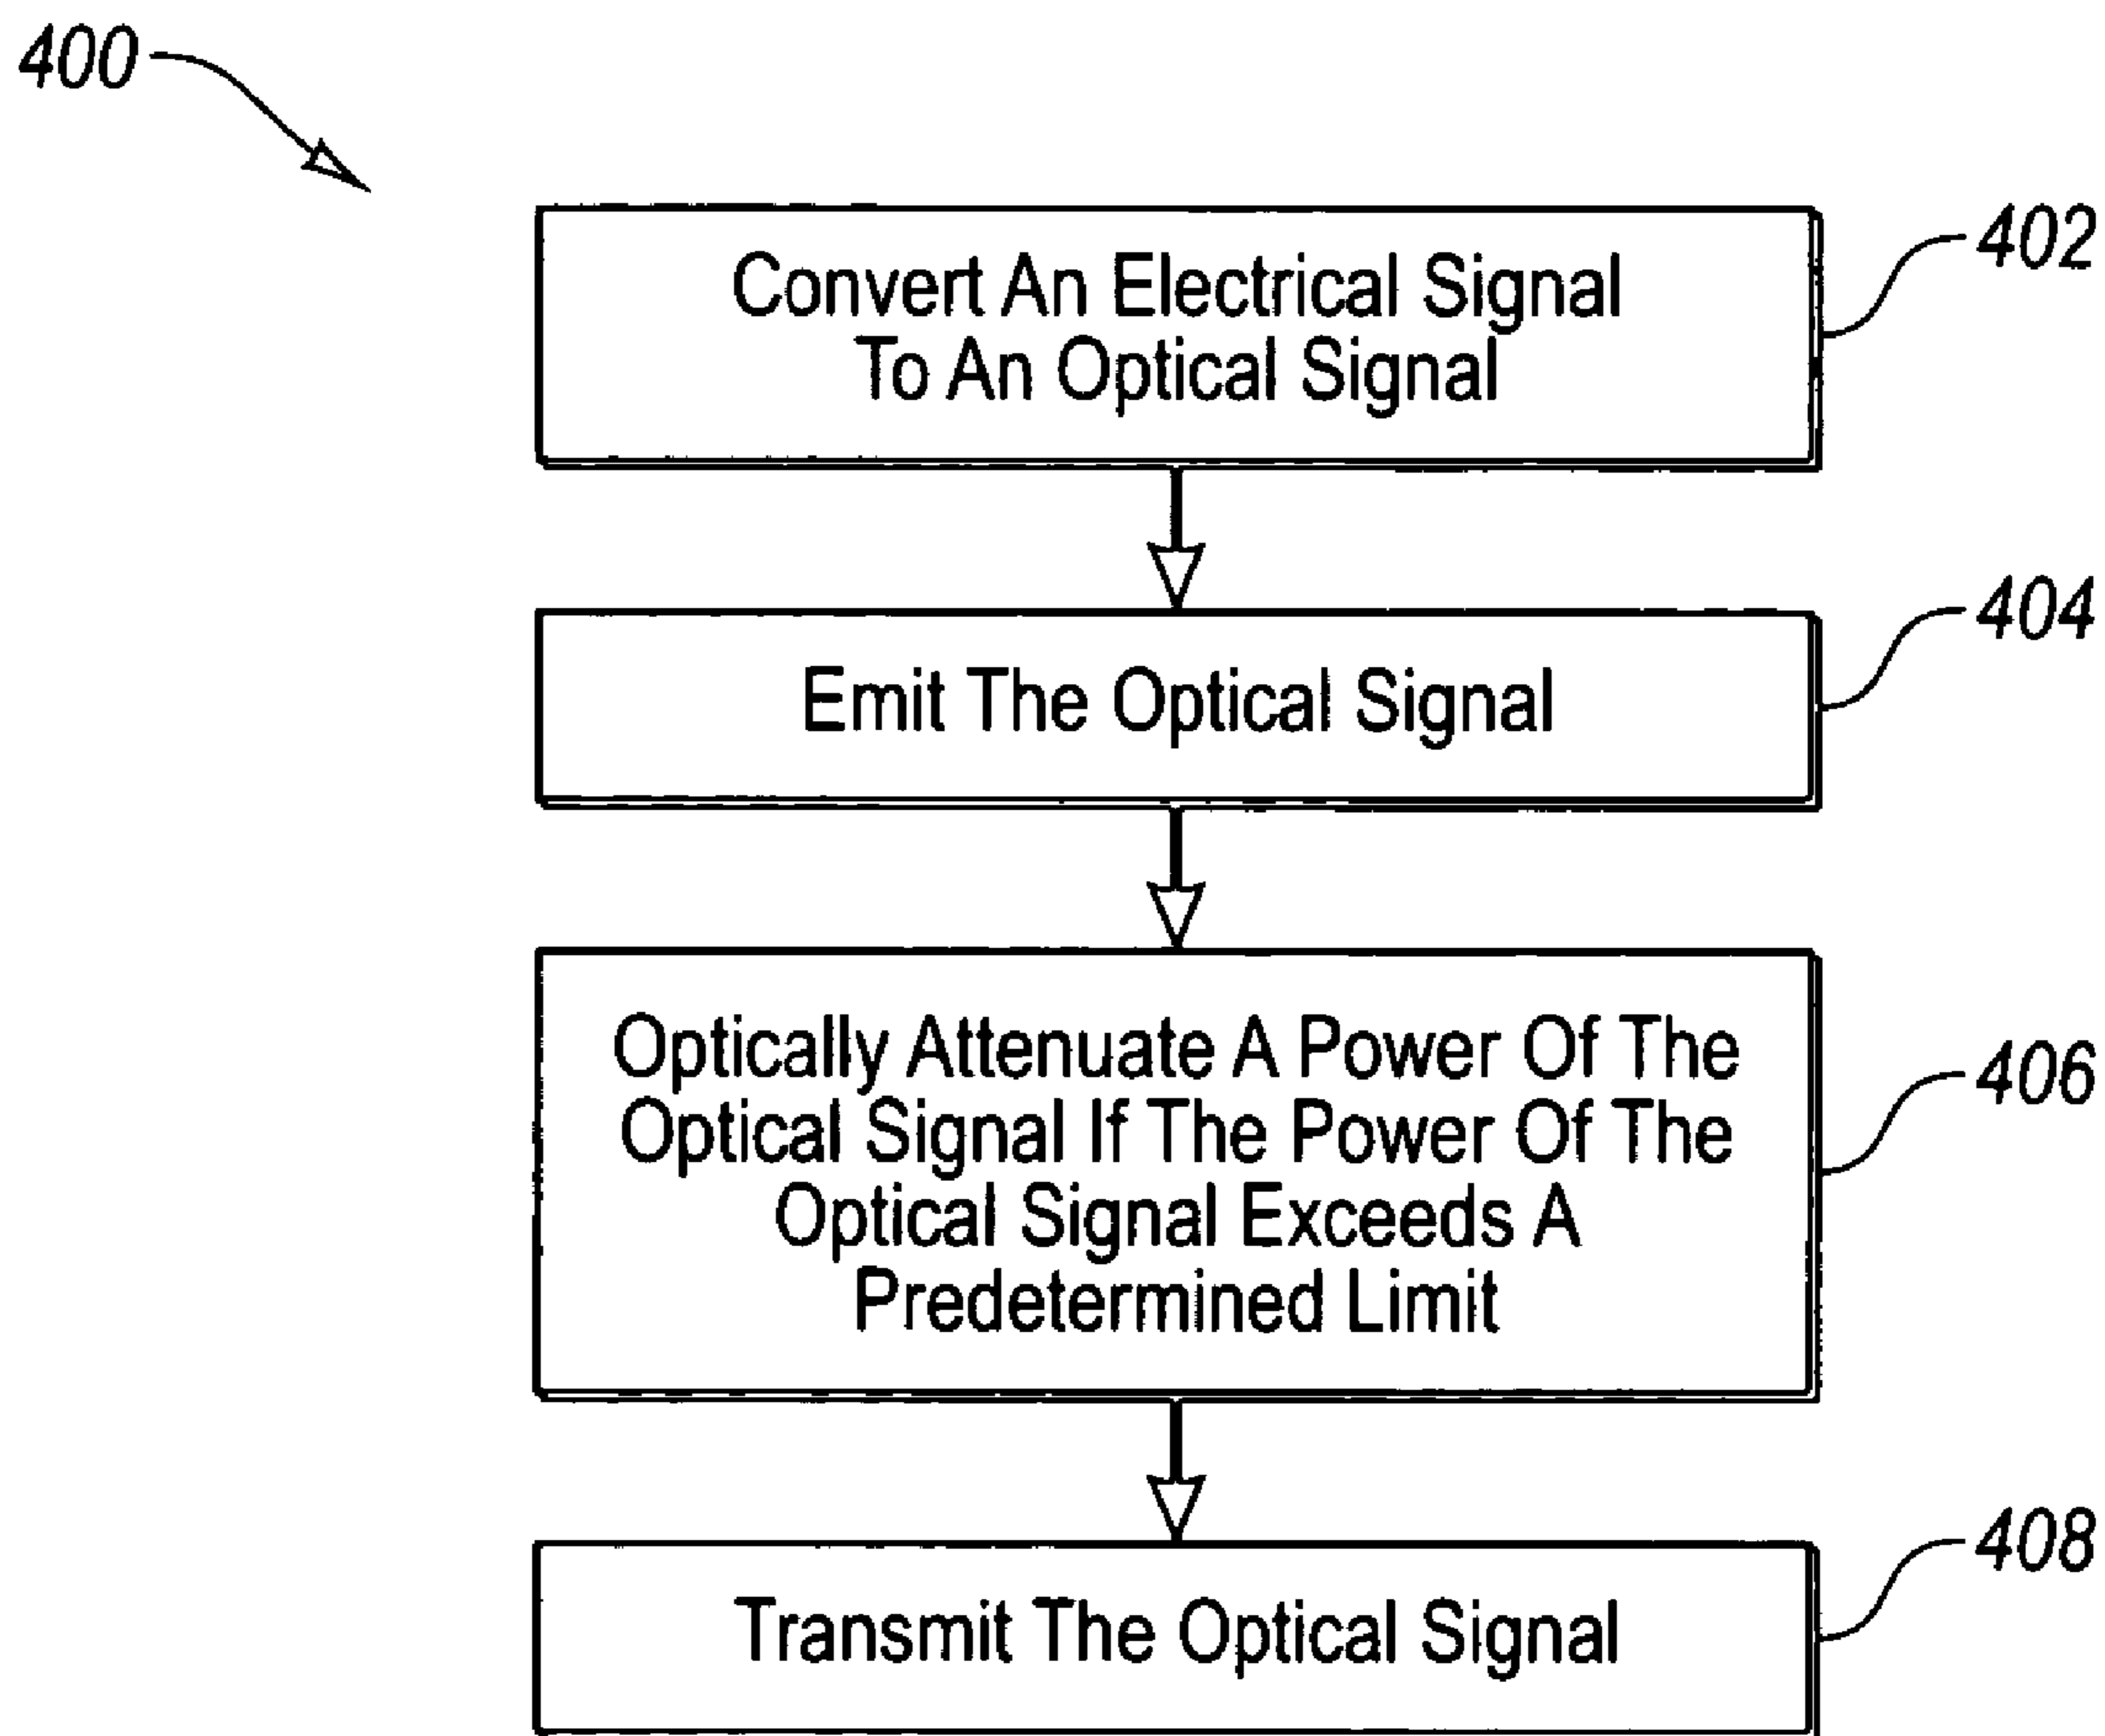 400
Convert An Electrical Signal
To An Optical Signal
402
Emit The Optical Signal
404
Optically Attenuate A Power Of The
Optical Signal If The Power Of The
Optical Signal Exceeds A
Predetermined Limit
406
Transmit The Optical Signal
408